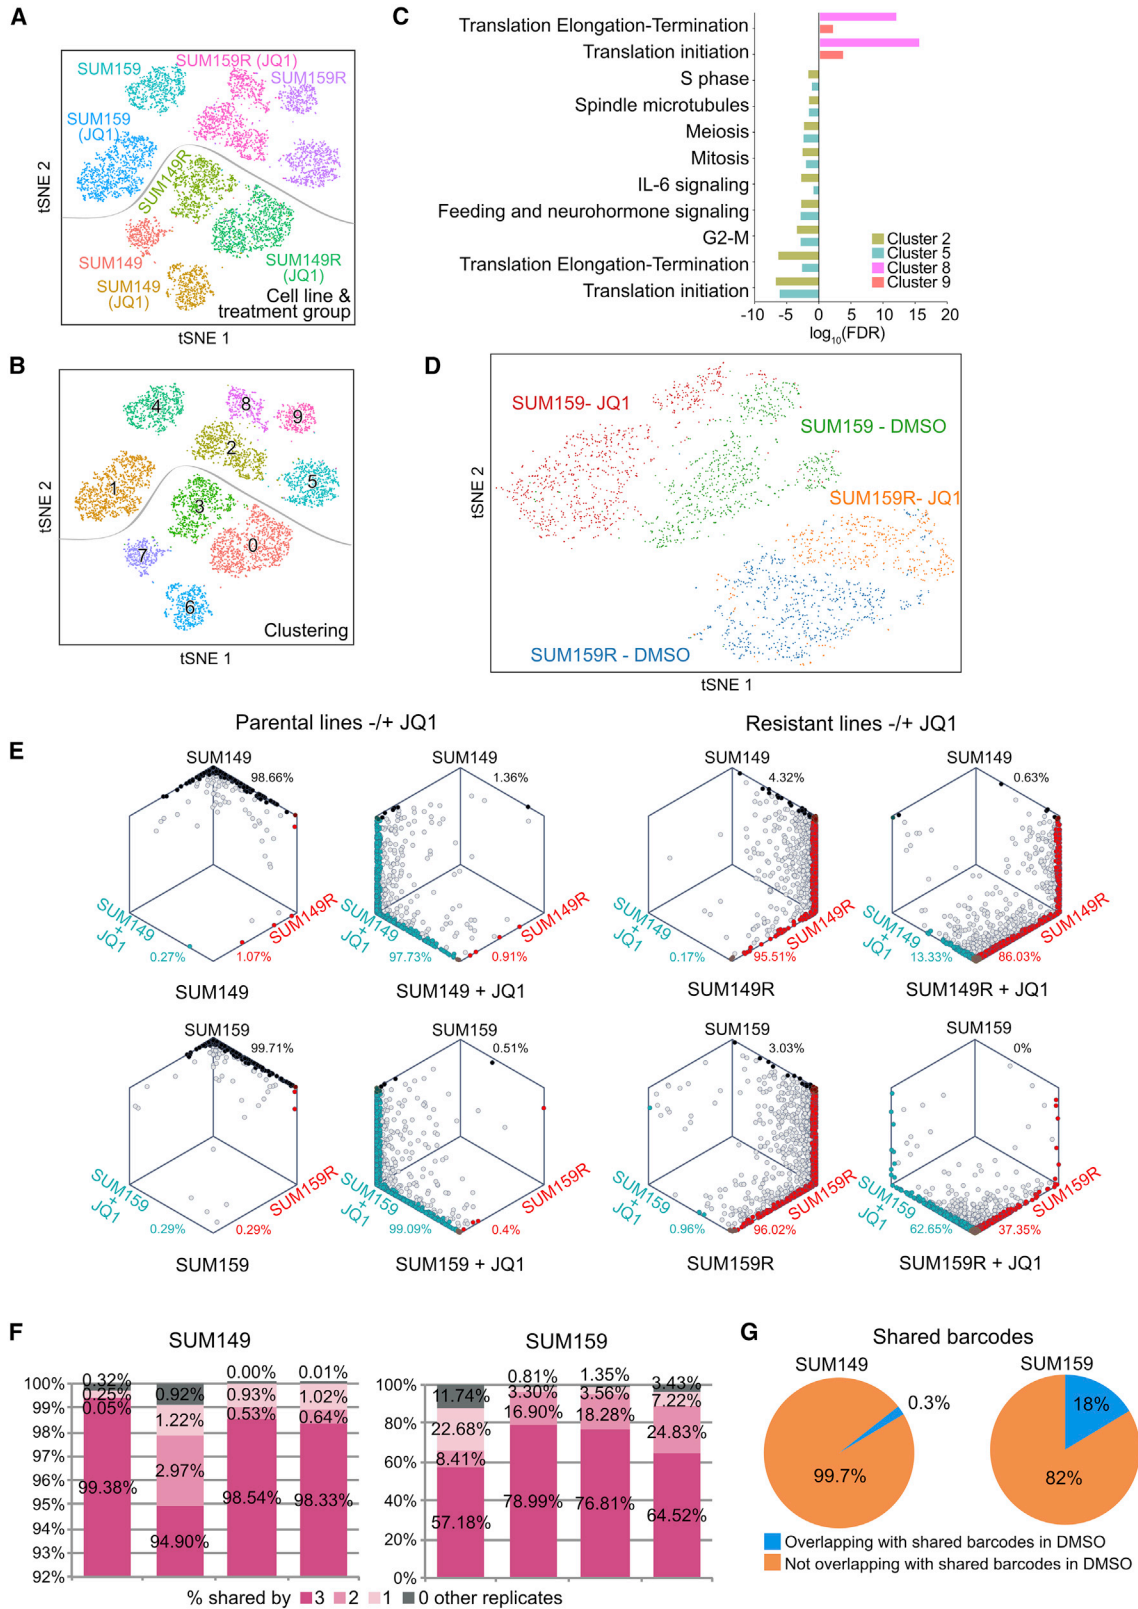 A
SUM159
SUM159R (JQ1)
SUM159R
SUM159
(JQ1)
SUM149R
SUM149
SUM149
(JQ1)
SUM149R
(JQ1)
Cell line &
treatment group
tSNE 2
tSNE 1
B
4
8
9
2
1
5
3
0
7
6
Clustering
tSNE 2
tSNE 1
C
Translation Elongation-Termination
Translation initiation
S phase
Spindle microtubules
Meiosis
Mitosis
IL-6 signaling
Feeding and neurohormone signaling
G2-M
Translation Elongation-Termination
Translation initiation
Cluster 2
Cluster 5
Cluster 8
Cluster 9
-10 -5 0 5 10 15 20
log10(FDR)
D
SUM159- JQ1
SUM159 - DMSO
SUM159R- JQ1
SUM159R - DMSO
tSNE 2
tSNE 1
E
Parental lines -/+ JQ1
Resistant lines -/+ JQ1
SUM149
98.66%
SUM149
+
JQ1
0.27%
SUM149R
1.07%
SUM149
SUM149
1.36%
SUM149
+
JQ1
97.73%
SUM149R
0.91%
SUM149 + JQ1
SUM149
4.32%
SUM149
+
JQ1
0.17%
SUM149R
95.51%
SUM149R
SUM149
0.63%
SUM149
+
JQ1
13.33%
SUM149R
86.03%
SUM149R + JQ1
SUM159
99.71%
SUM159
+
JQ1
0.29%
SUM159R
0.29%
SUM159
SUM159
0.51%
SUM159
+
JQ1
99.09%
SUM159R
0.4%
SUM159 + JQ1
SUM159
3.03%
SUM159
+
JQ1
0.96%
SUM159R
96.02%
SUM159R
SUM159
0%
SUM159
+
JQ1
62.65%
SUM159R
37.35%
SUM159R + JQ1
F
SUM149
100%
99%
98%
97%
96%
95%
94%
93%
92%
0.32%
0.25%
0.05%
99.38%
0.92%
1.22%
2.97%
94.90%
0.00%
0.93%
0.53%
98.54%
0.01%
1.02%
0.64%
98.33%
SUM159
100%
80%
60%
40%
20%
0%
11.74%
22.68%
8.41%
57.18%
0.81%
3.30%
16.90%
78.99%
1.35%
3.56%
18.28%
76.81%
3.43%
7.22%
24.83%
64.52%
% shared by 3 2 1 0 other replicates
G
Shared barcodes
SUM149
0.3%
99.7%
SUM159
18%
82%
Overlapping with shared barcodes in DMSO
Not overlapping with shared barcodes in DMSO